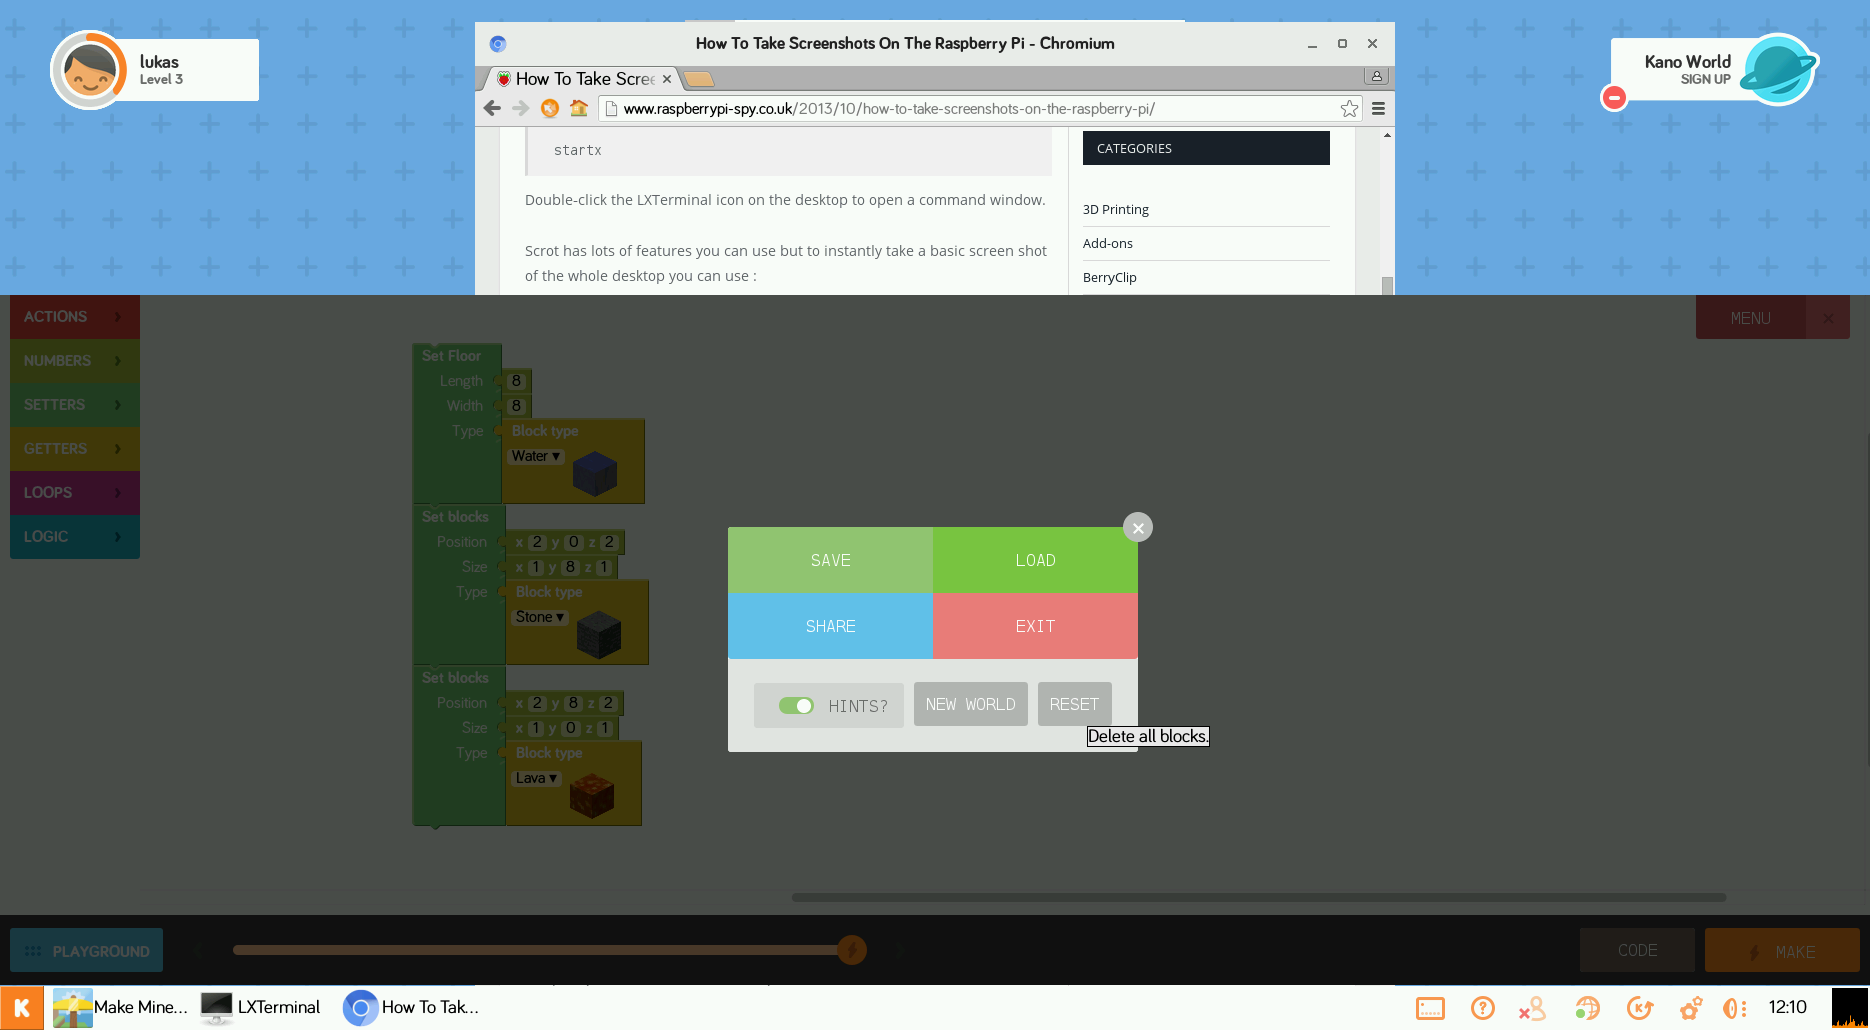 lukas
Level 3
How To Take Screenshots On The Raspberry Pi - Chromium
How To Take Scree
www.raspberrypi-spy.co.uk/2013/10/how-to-take-screenshots-on-the-raspberry-pi/
Kano World
SIGN UP
startx
Double-click the LXTerminal icon on the desktop to open a command window.
Scrot has lots of features you can use but to instantly take a basic screen shot
of the whole desktop you can use :
CATEGORIES
3D Printing
Add-ons
BerryClip
ACTIONS
NUMBERS
SETTERS
GETTERS
LOOPS
LOGIC
MENU
Set Floor
Length 8
Width 8
Type Block type
Water ▾
Set blocks
Position x 2 y 0 z 2
Size x 1 y 8 z 1
Type Block type
Stone ▾
Set blocks
Position x 2 y 8 z 2
Size x 1 y 0 z 1
Type Block type
Lava ▾
SAVE LOAD
SHARE EXIT
HINTS? NEW WORLD RESET
Delete all blocks.
PLAYGROUND
CODE
MAKE
K Make Mine... LXTerminal How To Tak... 12:10